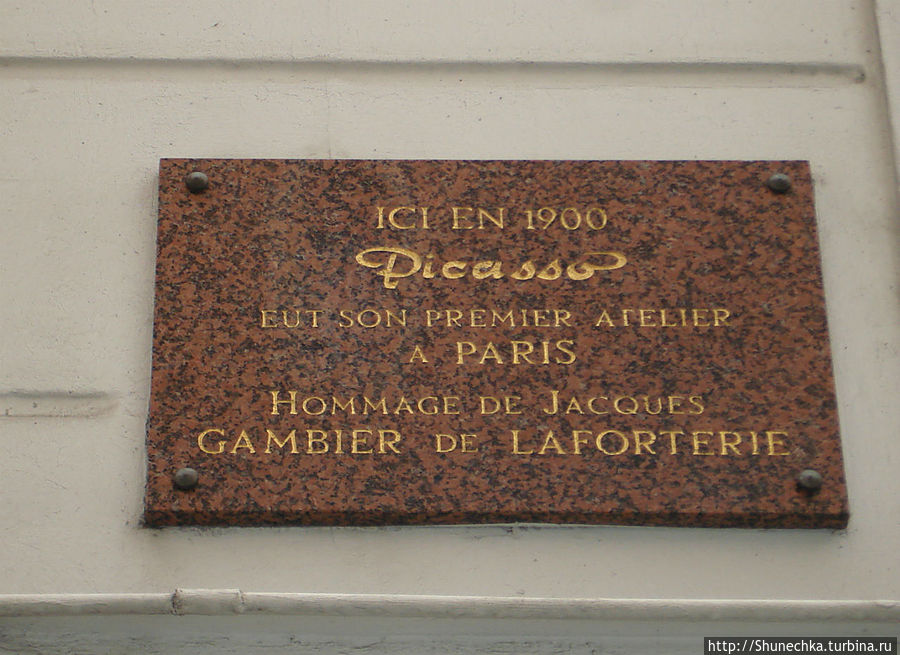 ICI EN 1900
Picasso
EUT SON PREMIER ATELIER
A PARIS
HOMMAGE DE JACQUES
GAMBIER DE LAFORTERIE
http://Shunechka.turbina.ru